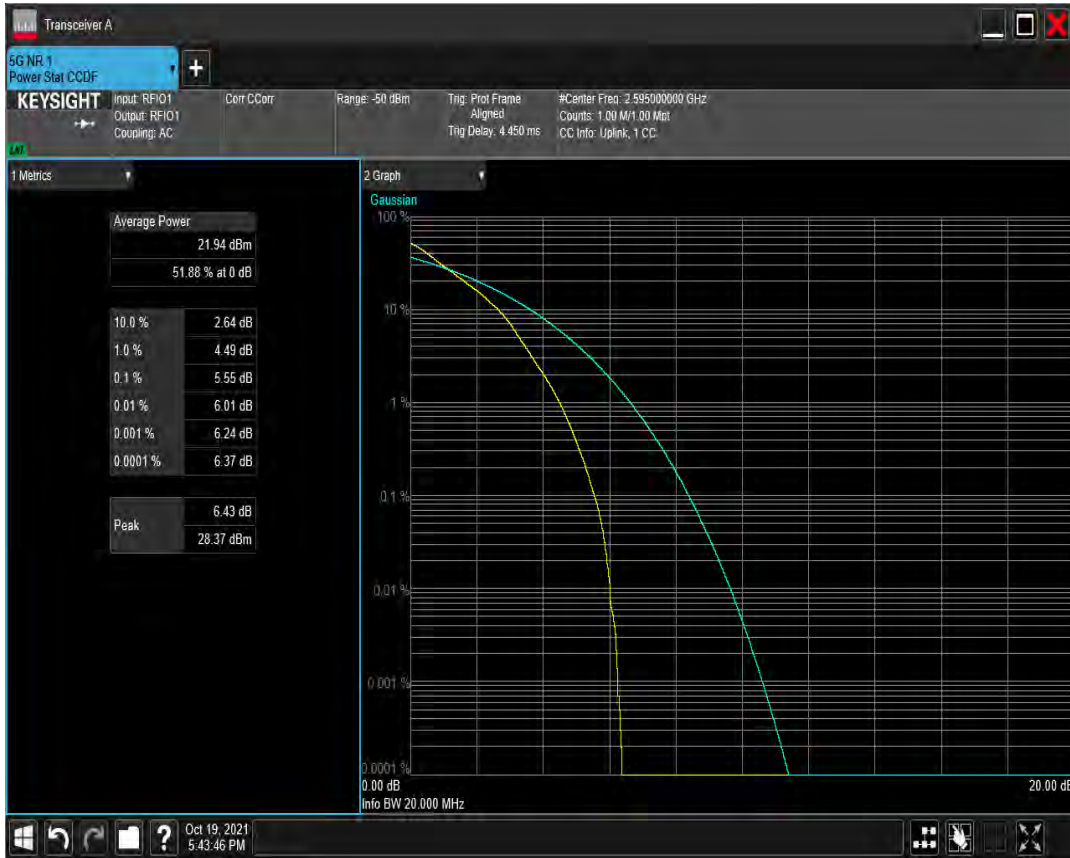 Transceiver A
5G NR 1
Power Stat CCDF
+
KEYSIGHT
Input: RFIO1
Output: RFIO1
Coupling: AC
Corr CCorr
Range: -50 dBm
Trig: Prot Frame
Aligned
Trig Delay: 4.450 ms
#Center Freq: 2.595000000 GHz
Counts: 1.00 M/1.00 Mpt
CC Info: Uplink, 1 CC
1 Metrics
Average Power
21.94 dBm
51.88 % at 0 dB
10.0 % 2.64 dB
1.0 % 4.49 dB
0.1 % 5.55 dB
0.01 % 6.01 dB
0.001 % 6.24 dB
0.0001 % 6.37 dB
Peak
6.43 dB
28.37 dBm
2 Graph
Gaussian
100 %
10 %
1 %
0.1 %
0.01 %
0.001 %
0.0001 %
0.00 dB
20.00 dB
Info BW 20.000 MHz
?
Oct 19, 2021
5:43:46 PM